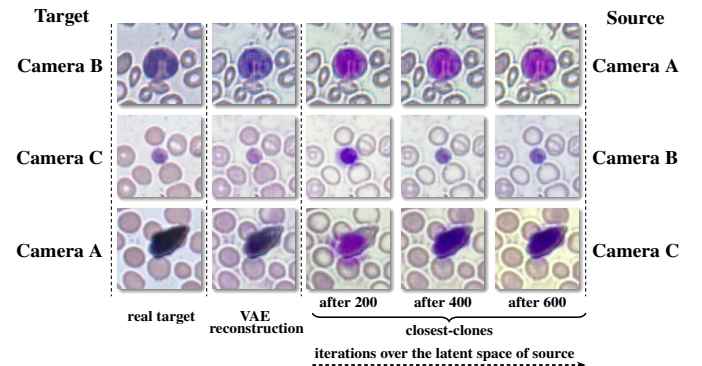 Target
Source
Camera B
Camera A
Camera C
Camera B
Camera A
Camera C
after 200
after 400
after 600
real target
VAE
reconstruction
closest-clones
iterations over the latent space of source